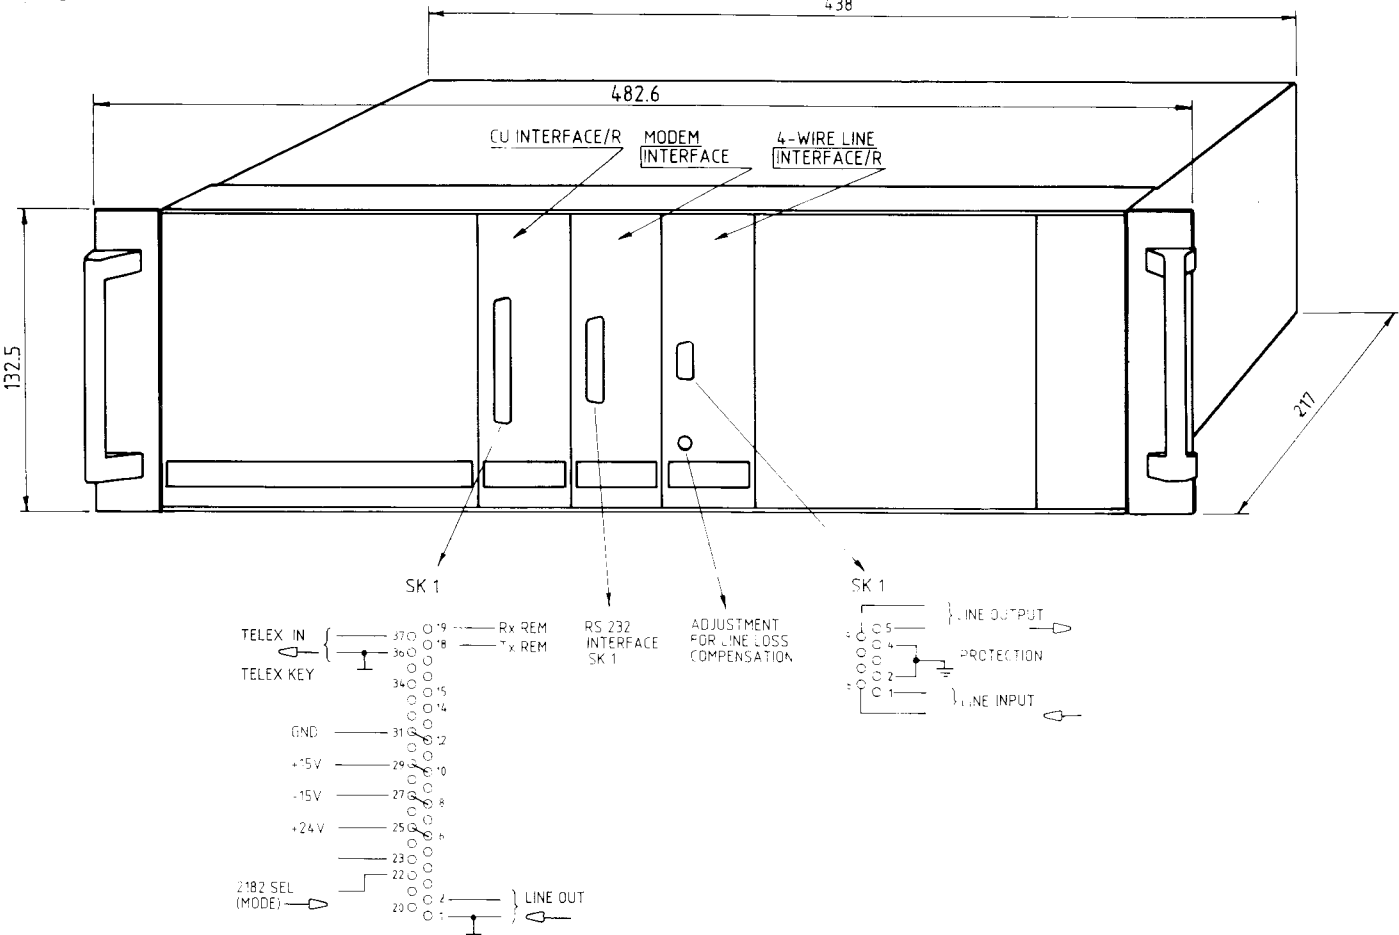 438
482.6
CU INTERFACE/R
MODEM
INTERFACE
4-WIRE LINE
INTERFACE/R
132.5
217
SK 1
TELEX IN
TELEX KEY
GND
+15V
-15V
+24V
2182 SEL
(MODE)
37
36
34
31
29
27
25
23
22
20
19
18
15
14
12
10
8
6
2
1
Rx REM
Tx REM
LINE OUT
RS 232
INTERFACE
SK 1
ADJUSTMENT
FOR LINE LOSS
COMPENSATION
SK 1
5
4
2
1
LINE OUTPUT
PROTECTION
LINE INPUT